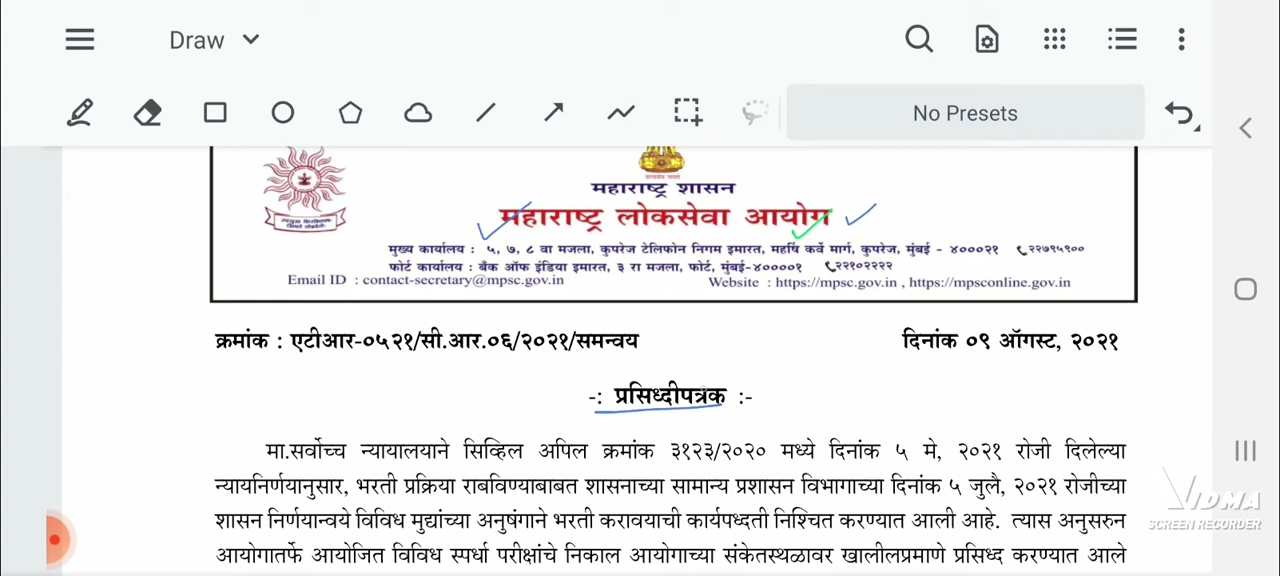 Draw
No Presets
महाराष्ट्र शासन
महाराष्ट्र लोकसेवा आयोग
मुख्य कार्यालय : ५, ७, ८ वा मजला, कुपरेज टेलिफोन निगम इमारत, महर्षि कर्वे मार्ग, कुपरेज, मुंबई - ४०००२१ २२७९५९००
फोर्ट कार्यालय : बँक ऑफ इंडिया इमारत, ३ रा मजला, फोर्ट, मुंबई-४००००१ २२१०२२२२
Email ID : contact-secretary@mpsc.gov.in Website : https://mpsc.gov.in , https://mpsconline.gov.in
क्रमांक : एटीआर-०५२१/सी.आर.०६/२०२१/समन्वय दिनांक ०९ ऑगस्ट, २०२१
-: प्रसिध्दीपत्रक :-
मा.सर्वोच्च न्यायालयाने सिव्हिल अपिल क्रमांक ३१२३/२०२० मध्ये दिनांक ५ मे, २०२१ रोजी दिलेल्या
न्यायनिर्णयानुसार, भरती प्रक्रिया राबविण्याबाबत शासनाच्या सामान्य प्रशासन विभागाच्या दिनांक ५ जुलै, २०२१ रोजीच्या
शासन निर्णयान्वये विविध मुद्यांच्या अनुषंगाने भरती करावयाची कार्यपध्दती निश्चित करण्यात आली आहे. त्यास अनुसरुन
आयोगातर्फे आयोजित विविध स्पर्धा परीक्षांचे निकाल आयोगाच्या संकेतस्थळावर खालीलप्रमाणे प्रसिध्द करण्यात आले
VIDMA
SCREEN RECORDER